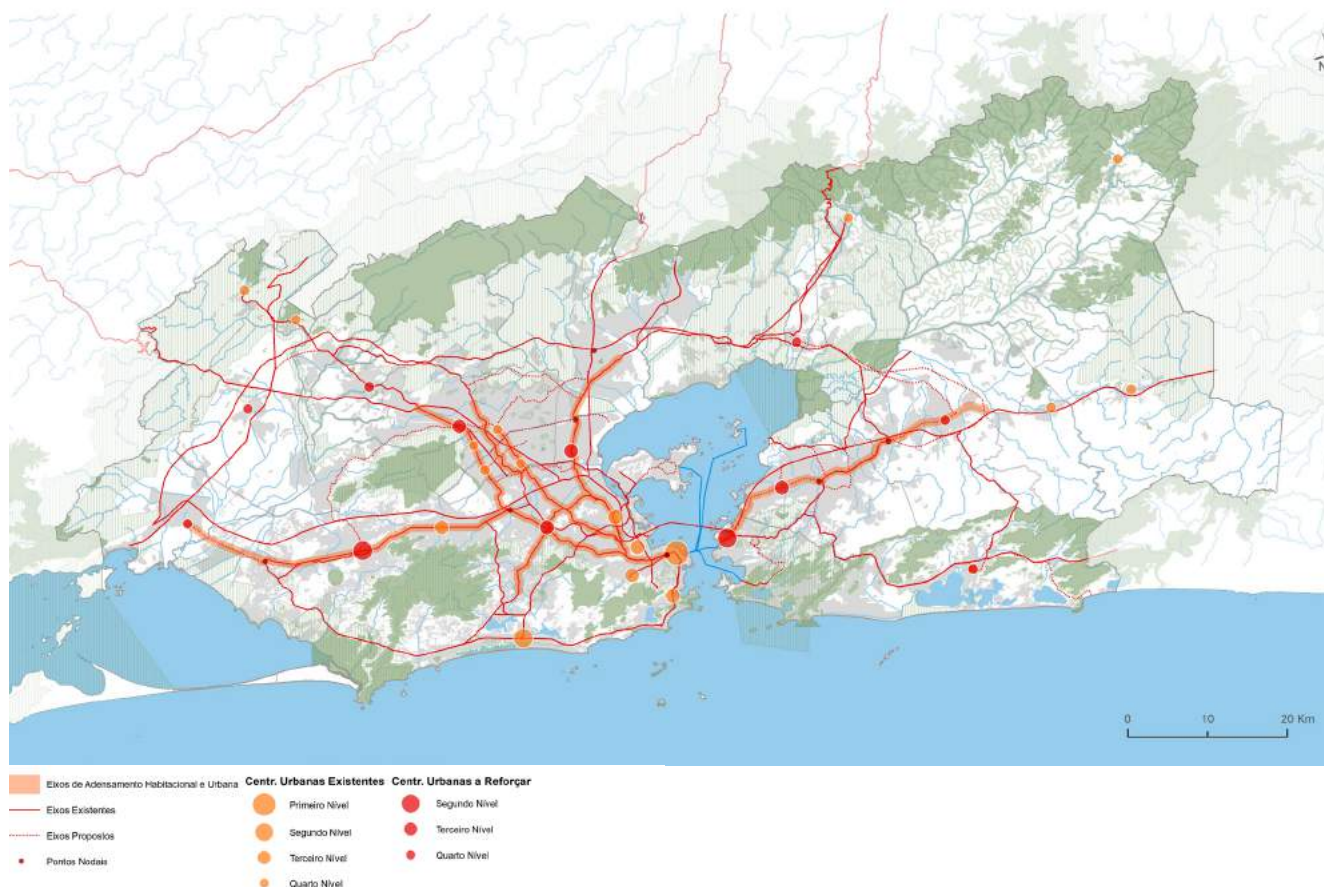 N
0 10 20 Km
Eixos de Adensamento Habitacional e Urbana
Eixos Existentes
Eixos Propostos
Pontos Nodais
Centr. Urbanas Existentes
Primeiro Nível
Segundo Nível
Terceiro Nível
Quarto Nível
Centr. Urbanas a Reforçar
Segundo Nível
Terceiro Nível
Quarto Nível